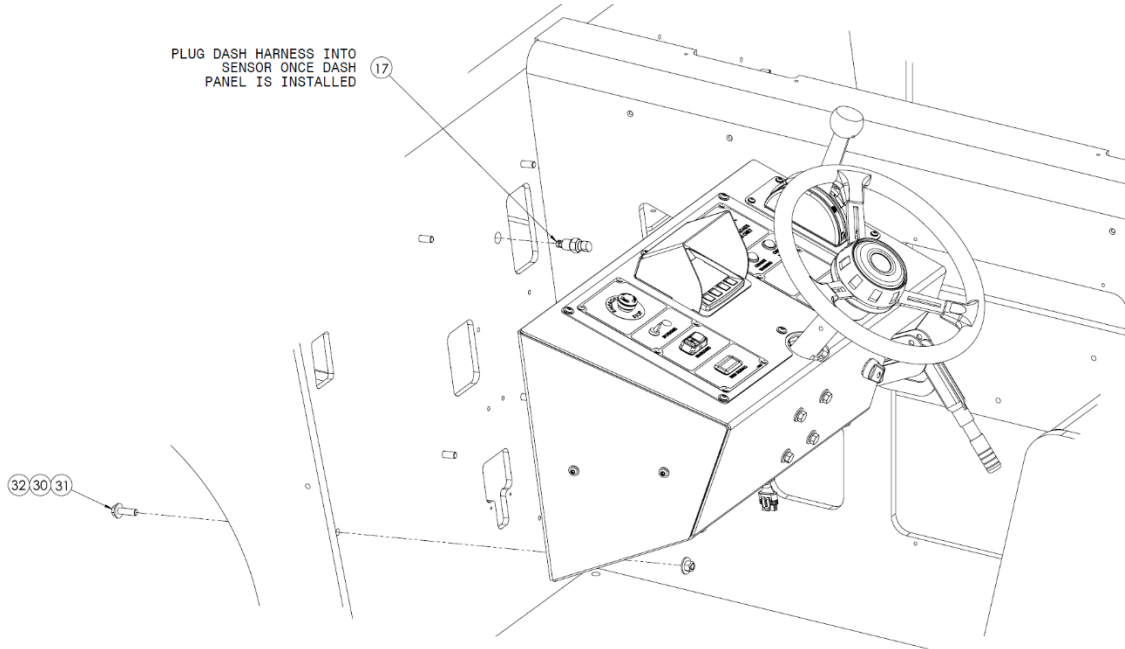 PLUG DASH HARNESS INTO
SENSOR ONCE DASH
PANEL IS INSTALLED
17
32 30 31